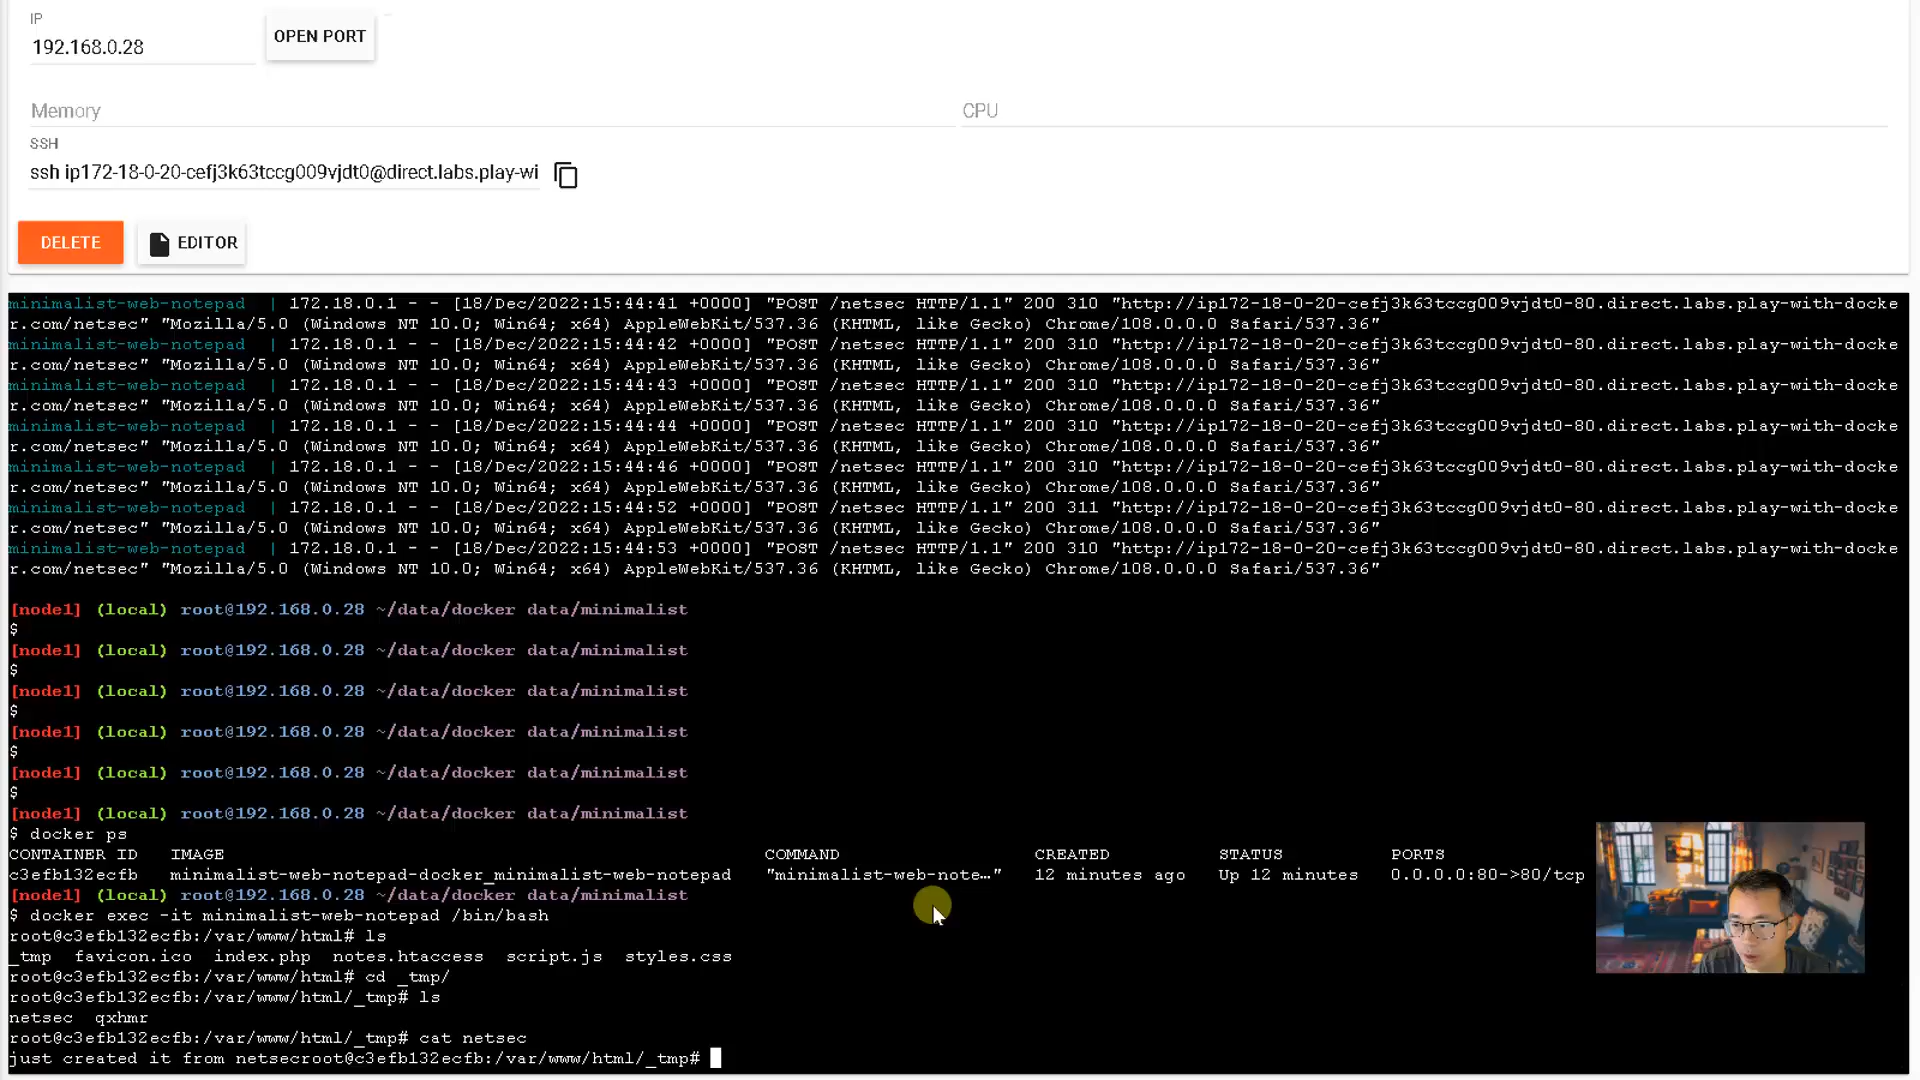 IP
192.168.0.28
OPEN PORT
Memory
CPU
SSH
ssh ip172-18-0-20-cefj3k63tccg009vjdt0@direct.labs.play-wi
DELETE
EDITOR
minimalist-web-notepad | 172.18.0.1 - - [18/Dec/2022:15:44:41 +0000] "POST /netsec HTTP/1.1" 200 310 "http://ip172-18-0-20-cefj3k63tccg009vjdt0-80.direct.labs.play-with-docke
r.com/netsec" "Mozilla/5.0 (Windows NT 10.0; Win64; x64) AppleWebKit/537.36 (KHTML, like Gecko) Chrome/108.0.0.0 Safari/537.36"
minimalist-web-notepad | 172.18.0.1 - - [18/Dec/2022:15:44:42 +0000] "POST /netsec HTTP/1.1" 200 310 "http://ip172-18-0-20-cefj3k63tccg009vjdt0-80.direct.labs.play-with-docke
r.com/netsec" "Mozilla/5.0 (Windows NT 10.0; Win64; x64) AppleWebKit/537.36 (KHTML, like Gecko) Chrome/108.0.0.0 Safari/537.36"
minimalist-web-notepad | 172.18.0.1 - - [18/Dec/2022:15:44:43 +0000] "POST /netsec HTTP/1.1" 200 310 "http://ip172-18-0-20-cefj3k63tccg009vjdt0-80.direct.labs.play-with-docke
r.com/netsec" "Mozilla/5.0 (Windows NT 10.0; Win64; x64) AppleWebKit/537.36 (KHTML, like Gecko) Chrome/108.0.0.0 Safari/537.36"
minimalist-web-notepad | 172.18.0.1 - - [18/Dec/2022:15:44:44 +0000] "POST /netsec HTTP/1.1" 200 310 "http://ip172-18-0-20-cefj3k63tccg009vjdt0-80.direct.labs.play-with-docke
r.com/netsec" "Mozilla/5.0 (Windows NT 10.0; Win64; x64) AppleWebKit/537.36 (KHTML, like Gecko) Chrome/108.0.0.0 Safari/537.36"
minimalist-web-notepad | 172.18.0.1 - - [18/Dec/2022:15:44:46 +0000] "POST /netsec HTTP/1.1" 200 310 "http://ip172-18-0-20-cefj3k63tccg009vjdt0-80.direct.labs.play-with-docke
r.com/netsec" "Mozilla/5.0 (Windows NT 10.0; Win64; x64) AppleWebKit/537.36 (KHTML, like Gecko) Chrome/108.0.0.0 Safari/537.36"
minimalist-web-notepad | 172.18.0.1 - - [18/Dec/2022:15:44:52 +0000] "POST /netsec HTTP/1.1" 200 311 "http://ip172-18-0-20-cefj3k63tccg009vjdt0-80.direct.labs.play-with-docke
r.com/netsec" "Mozilla/5.0 (Windows NT 10.0; Win64; x64) AppleWebKit/537.36 (KHTML, like Gecko) Chrome/108.0.0.0 Safari/537.36"
minimalist-web-notepad | 172.18.0.1 - - [18/Dec/2022:15:44:53 +0000] "POST /netsec HTTP/1.1" 200 310 "http://ip172-18-0-20-cefj3k63tccg009vjdt0-80.direct.labs.play-with-docke
r.com/netsec" "Mozilla/5.0 (Windows NT 10.0; Win64; x64) AppleWebKit/537.36 (KHTML, like Gecko) Chrome/108.0.0.0 Safari/537.36"
[node1] (local) root@192.168.0.28 ~/data/docker data/minimalist
$
[node1] (local) root@192.168.0.28 ~/data/docker data/minimalist
$
[node1] (local) root@192.168.0.28 ~/data/docker data/minimalist
$
[node1] (local) root@192.168.0.28 ~/data/docker data/minimalist
$
[node1] (local) root@192.168.0.28 ~/data/docker data/minimalist
$
[node1] (local) root@192.168.0.28 ~/data/docker data/minimalist
$ docker ps
CONTAINER ID IMAGE COMMAND CREATED STATUS PORTS
c3efb132ecfb minimalist-web-notepad-docker_minimalist-web-notepad "minimalist-web-note…" 12 minutes ago Up 12 minutes 0.0.0.0:80->80/tcp
[node1] (local) root@192.168.0.28 ~/data/docker data/minimalist
$ docker exec -it minimalist-web-notepad /bin/bash
root@c3efb132ecfb:/var/www/html# ls
_tmp favicon.ico index.php notes.htaccess script.js styles.css
root@c3efb132ecfb:/var/www/html# cd _tmp/
root@c3efb132ecfb:/var/www/html/_tmp# ls
netsec qxhmr
root@c3efb132ecfb:/var/www/html/_tmp# cat netsec
just created it from netsecroot@c3efb132ecfb:/var/www/html/_tmp#